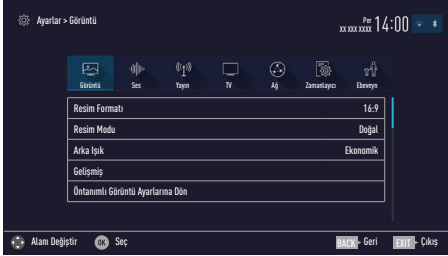 Ayarlar > Görüntü
Per
xx xxx xxxx 14:00
Görüntü Ses Yayın TV Ağ Zamanlayıcı Ebeveyn
Resim Formatı 16:9
Resim Modu Doğal
Arka Işık Ekonomik
Gelişmiş
Öntanımlı Görüntü Ayarlarına Dön
Alanı Değiştir OK Seç BACK Geri EXIT Çıkış